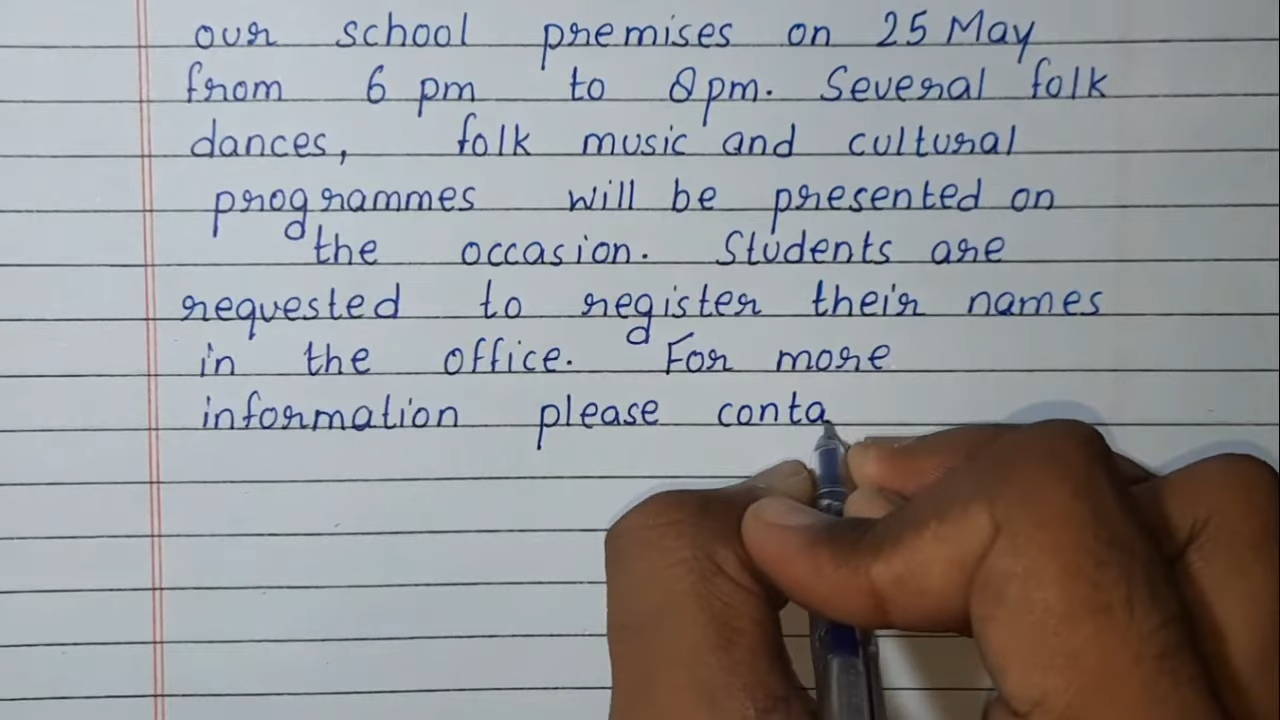 our school premises on 25 May
from 6 pm to 8pm. Several folk
dances, folk music and cultural
programmes will be presented on
the occasion. Students are
requested to register their names
in the office. For more
information please conta